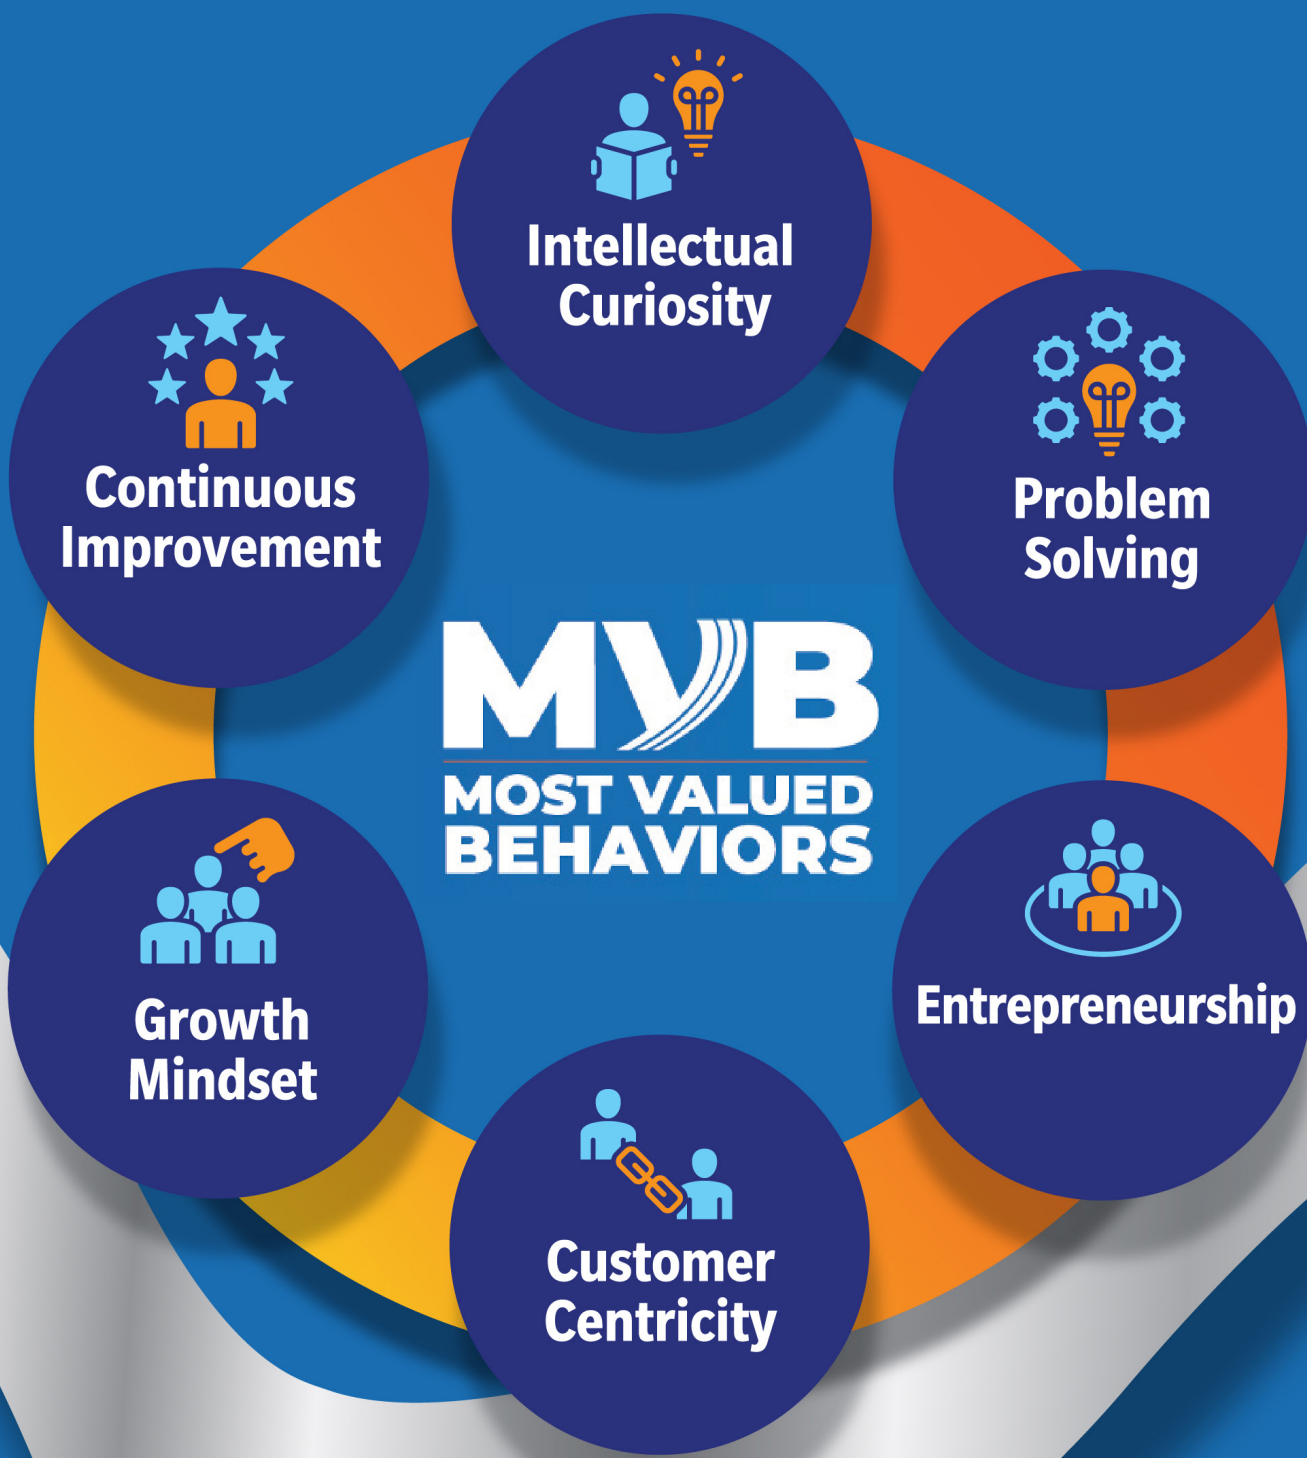 Intellectual
Curiosity
Problem
Solving
Entrepreneurship
Customer
Centricity
Growth
Mindset
Continuous
Improvement
MVB
MOST VALUED
BEHAVIORS